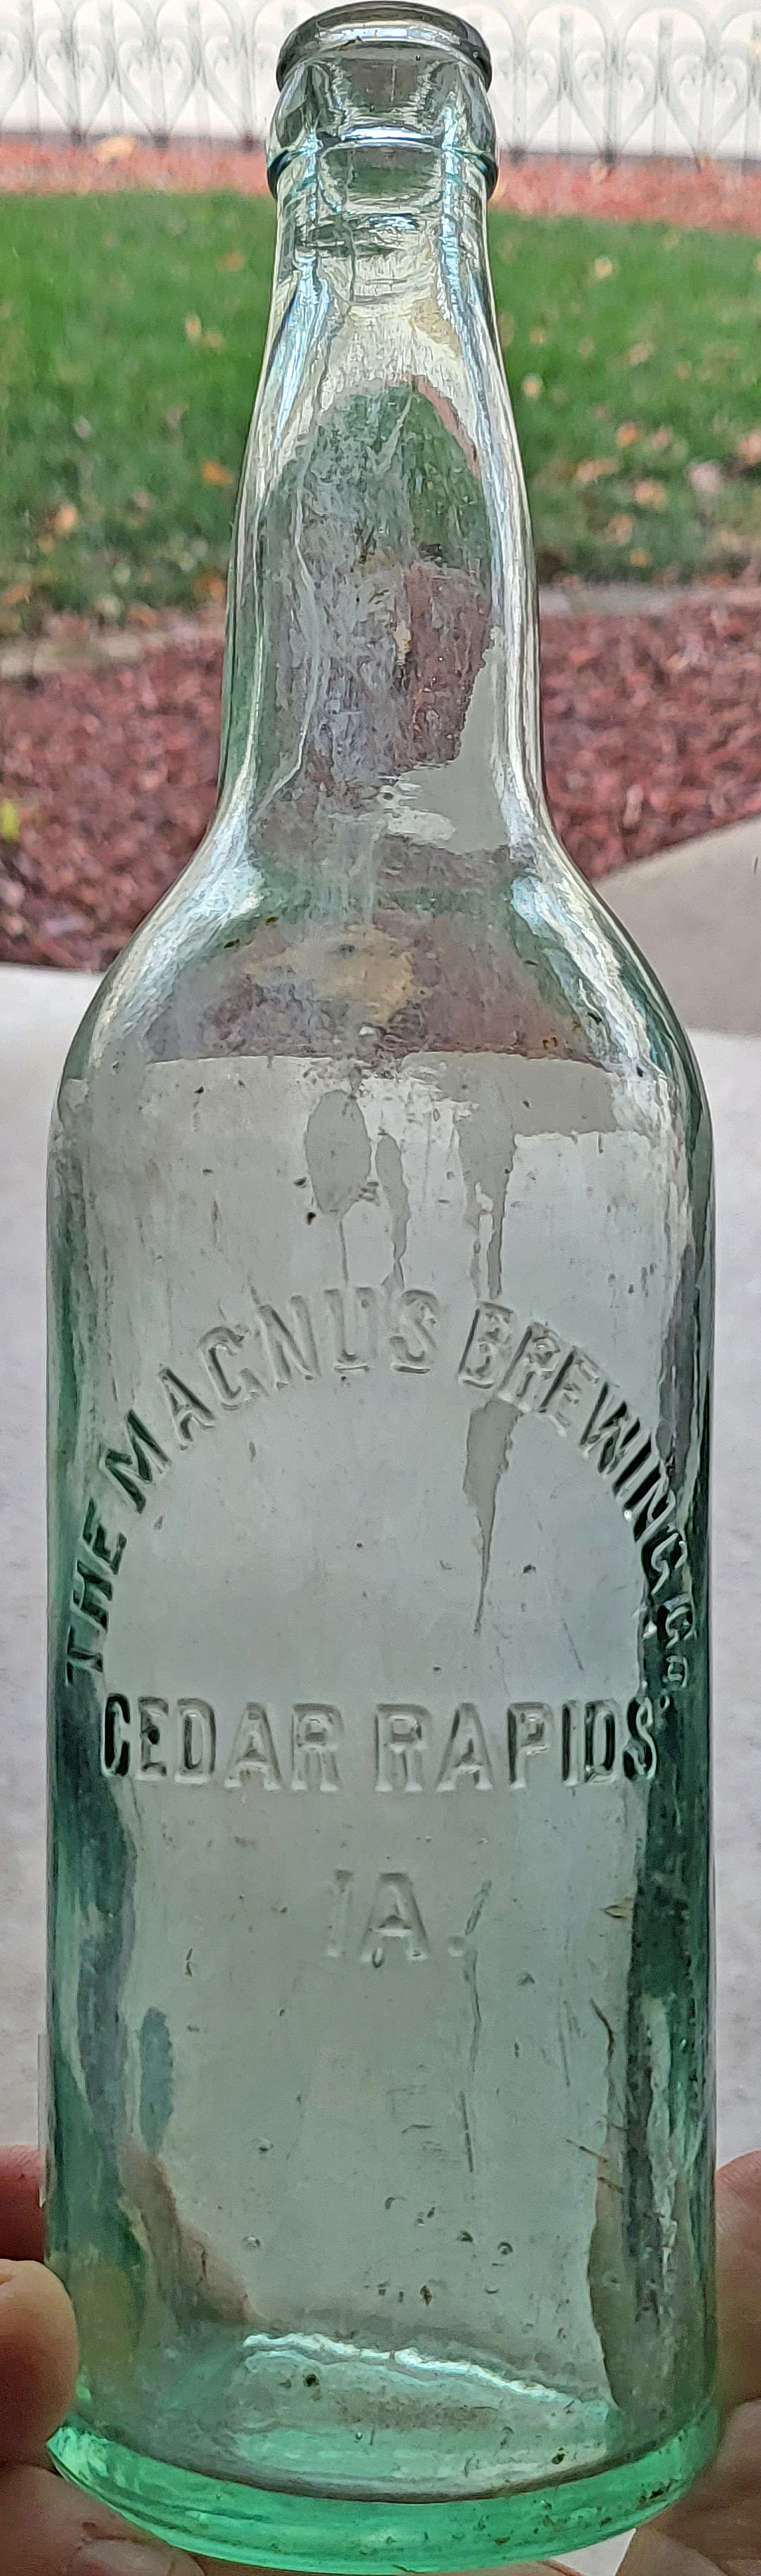 THE MAGNUS BREWING CO.
CEDAR RAPIDS
IA.